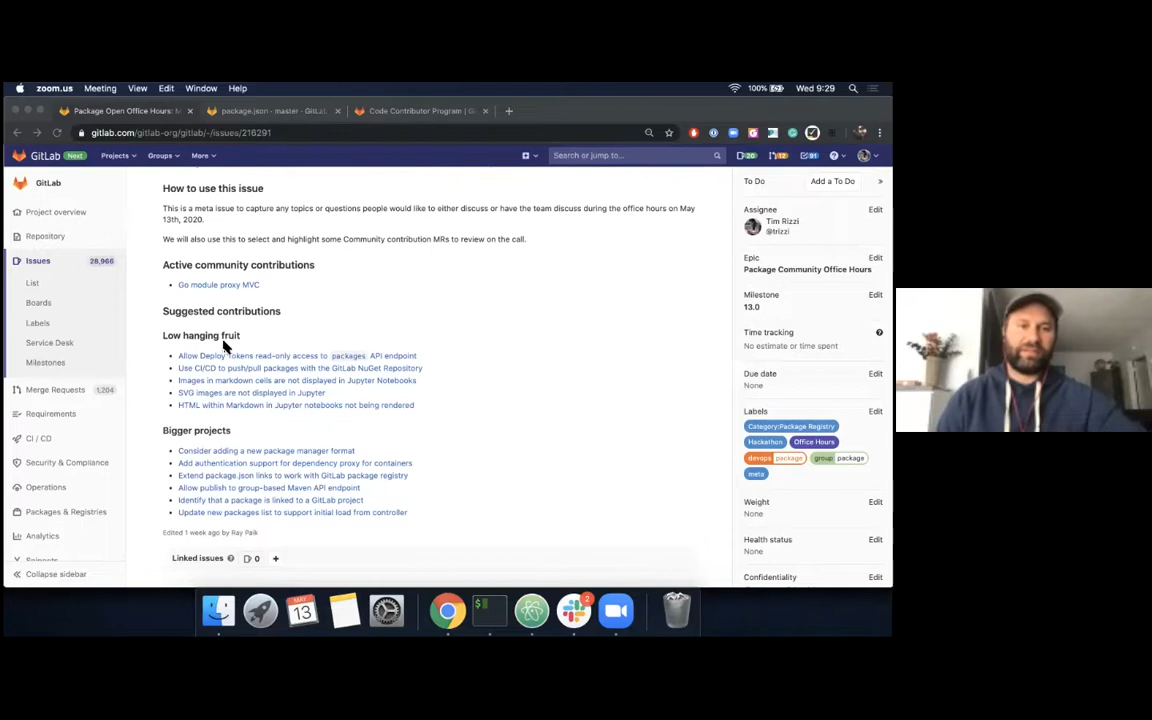 zoom.us Meeting View Edit Window Help 100% Wed 9:29
Package Open Office Hours: M package.json - master - GitLab Code Contributor Program | G
gitlab.com/gitlab-org/gitlab/-/issues/216291
GitLab Next Projects Groups More Search or jump to... 20 12 91
GitLab
Project overview
Repository
Issues 28,966
List
Boards
Labels
Service Desk
Milestones
Merge Requests 1,204
Requirements
CI / CD
Security & Compliance
Operations
Packages & Registries
Analytics
Snippets
Collapse sidebar
How to use this issue
This is a meta issue to capture any topics or questions people would like to either discuss or have the team discuss during the office hours on May
13th, 2020.
We will also use this to select and highlight some Community contribution MRs to review on the call.
Active community contributions
Go module proxy MVC
Suggested contributions
Low hanging fruit
Allow Deploy Tokens read-only access to packages API endpoint
Use CI/CD to push/pull packages with the GitLab NuGet Repository
Images in markdown cells are not displayed in Jupyter Notebooks
SVG images are not displayed in Jupyter
HTML within Markdown in Jupyter notebooks not being rendered
Bigger projects
Consider adding a new package manager format
Add authentication support for dependency proxy for containers
Extend package.json links to work with GitLab package registry
Allow publish to group-based Maven API endpoint
Identify that a package is linked to a GitLab project
Update new packages list to support initial load from controller
Edited 1 week ago by Ray Paik
Linked issues 0 +
To Do Add a To Do »
Assignee Edit
Tim Rizzi
@trizzi
Epic Edit
Package Community Office Hours
Milestone Edit
13.0
Time tracking
No estimate or time spent
Due date Edit
None
Labels Edit
Category:Package Registry
Hackathon Office Hours
devops package group package
meta
Weight Edit
None
Health status Edit
None
Confidentiality Edit
MAY
13
2